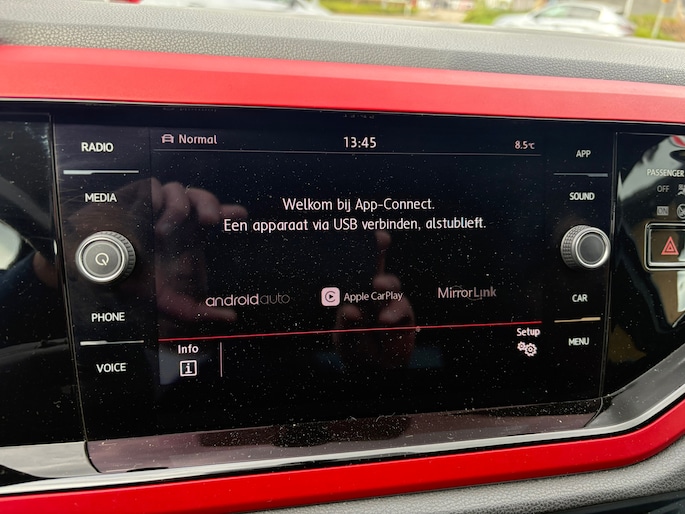 RADIO
MEDIA
PHONE
VOICE
Normal
13:45
8.5°C
Welkom bij App-Connect.
Een apparaat via USB verbinden, alstublieft.
androidauto
Apple CarPlay
MirrorLink
Info
i
Setup
APP
SOUND
CAR
MENU
PASSENGER
OFF
ON